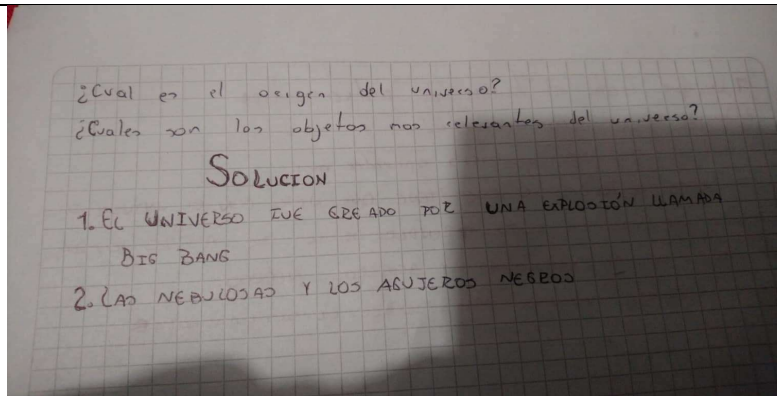 ¿Cual es el origen del universo?
¿Cuales son los objetos mas relevantes del universo?
SOLUCION
1. EL UNIVERSO FUE CREADO POR UNA EXPLOSIÓN LLAMADA
BIG BANG
2. LAS NEBULOSAS Y LOS AGUJEROS NEGROS